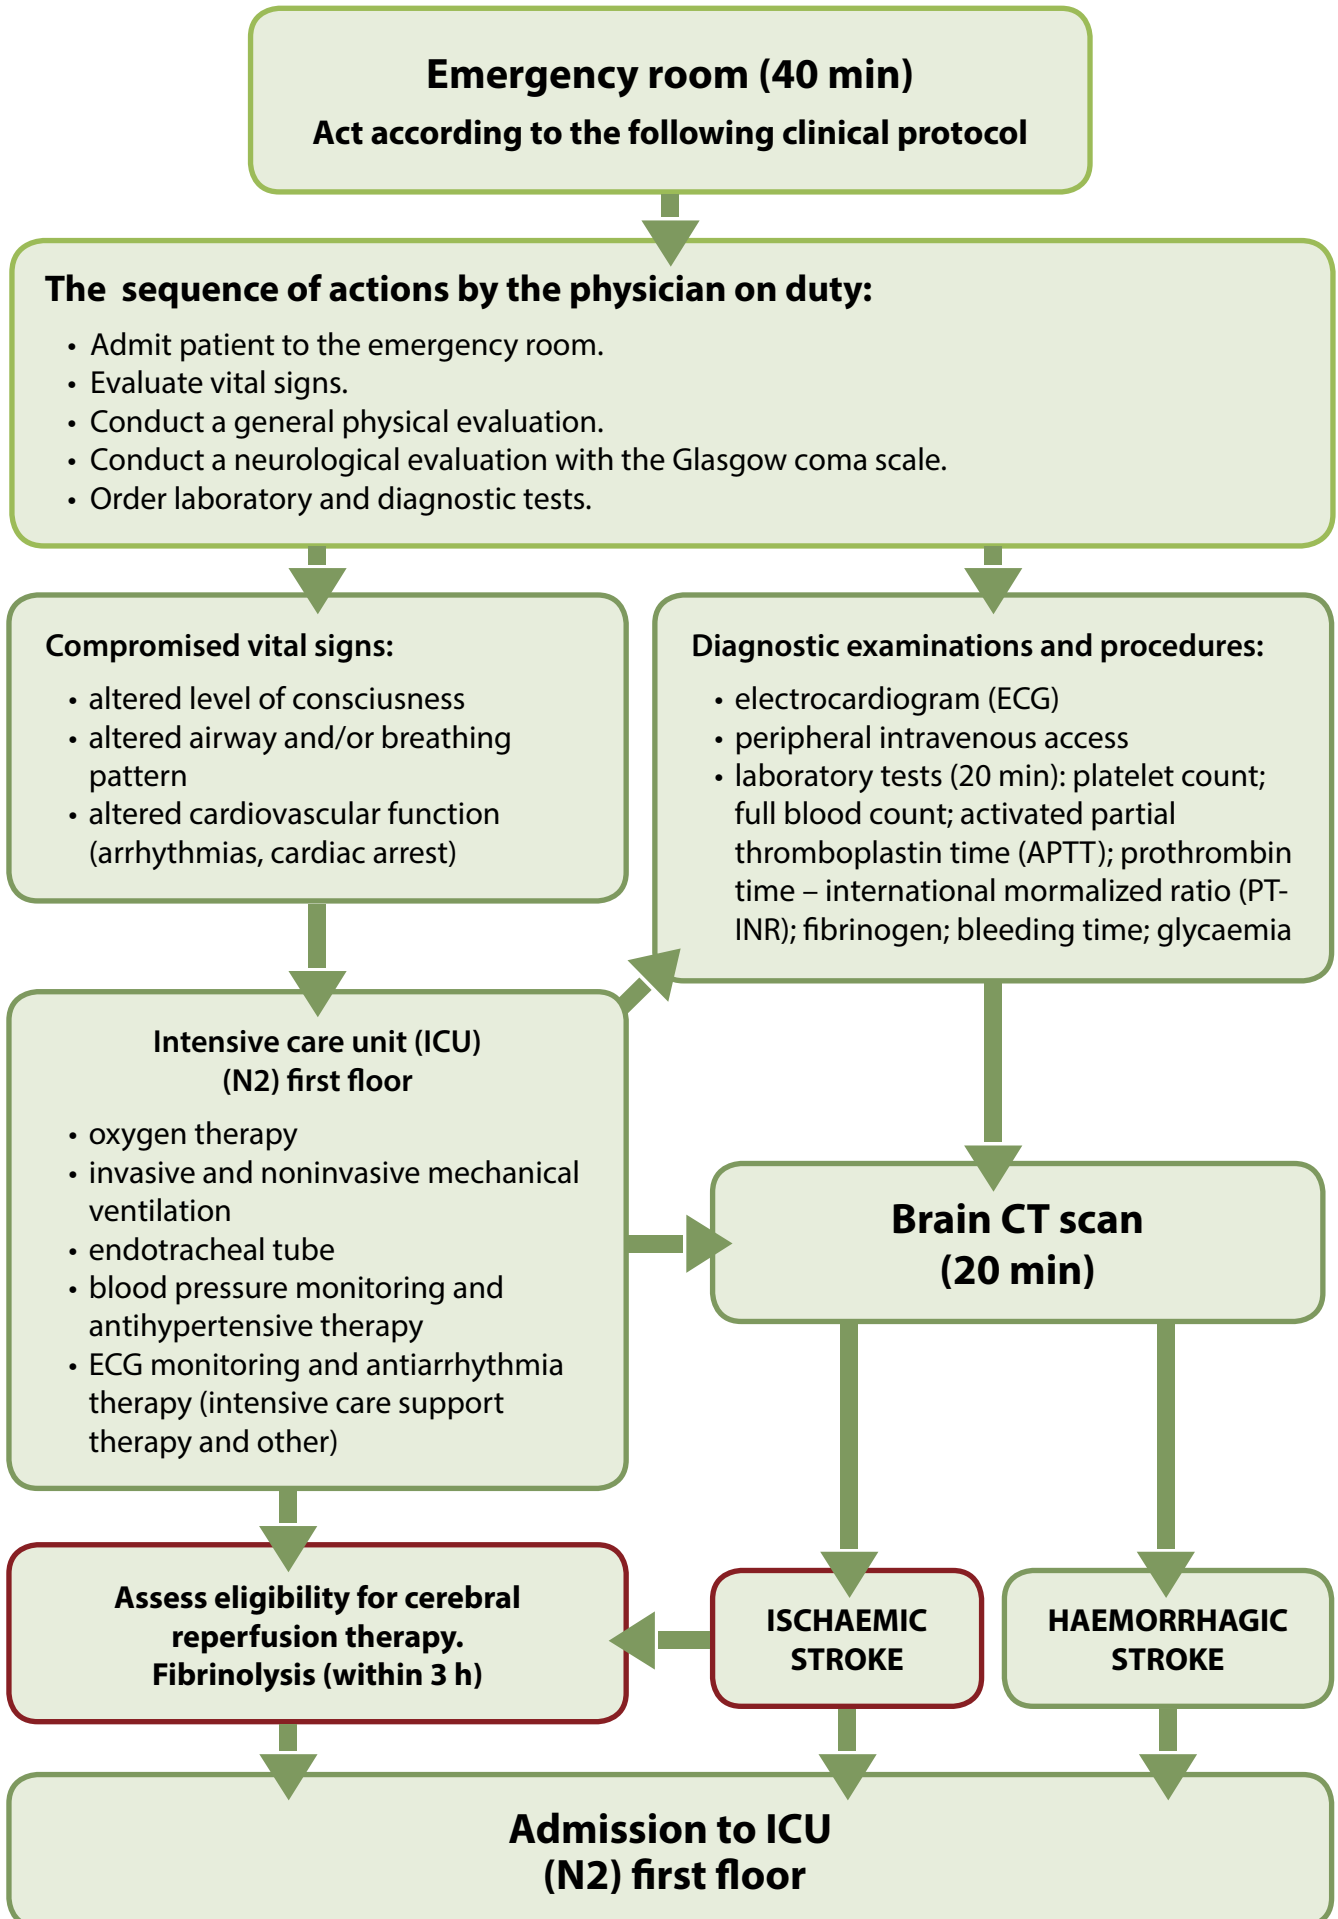 Emergency room (40 min)
Act according to the following clinical protocol
The sequence of actions by the physician on duty:
• Admit patient to the emergency room.
• Evaluate vital signs.
• Conduct a general physical evaluation.
• Conduct a neurological evaluation with the Glasgow coma scale.
• Order laboratory and diagnostic tests.
Compromised vital signs:
• altered level of consciusness
• altered airway and/or breathing
pattern
• altered cardiovascular function
(arrhythmias, cardiac arrest)
Diagnostic examinations and procedures:
• electrocardiogram (ECG)
• peripheral intravenous access
• laboratory tests (20 min): platelet count;
full blood count; activated partial
thromboplastin time (APTT); prothrombin
time – international mormalized ratio (PT-
INR); fibrinogen; bleeding time; glycaemia
Intensive care unit (ICU)
(N2) first floor
• oxygen therapy
• invasive and noninvasive mechanical
ventilation
• endotracheal tube
• blood pressure monitoring and
antihypertensive therapy
• ECG monitoring and antiarrhythmia
therapy (intensive care support
therapy and other)
Brain CT scan
(20 min)
Assess eligibility for cerebral
reperfusion therapy.
Fibrinolysis (within 3 h)
ISCHAEMIC
STROKE
HAEMORRHAGIC
STROKE
Admission to ICU
(N2) first floor